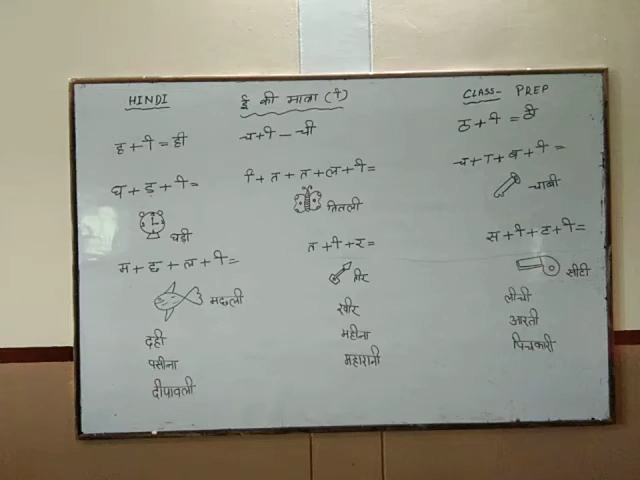 HINDI
ई की मात्रा (ी)
CLASS- PREP
ह + ी = ही
च + ी - ची
ठ + ी = ठी
घ + ड़ + ी =
ि + त + त + ल + ी =
च + ा + ब + ी =
घड़ी
तितली
चाबी
म + छ + ल + ी =
त + ी + र =
स + ी + ट + ी =
मछली
तीर
सीटी
दही
खीर
लीची
पसीना
महीना
आरती
दीपावली
महारानी
पिचकारी